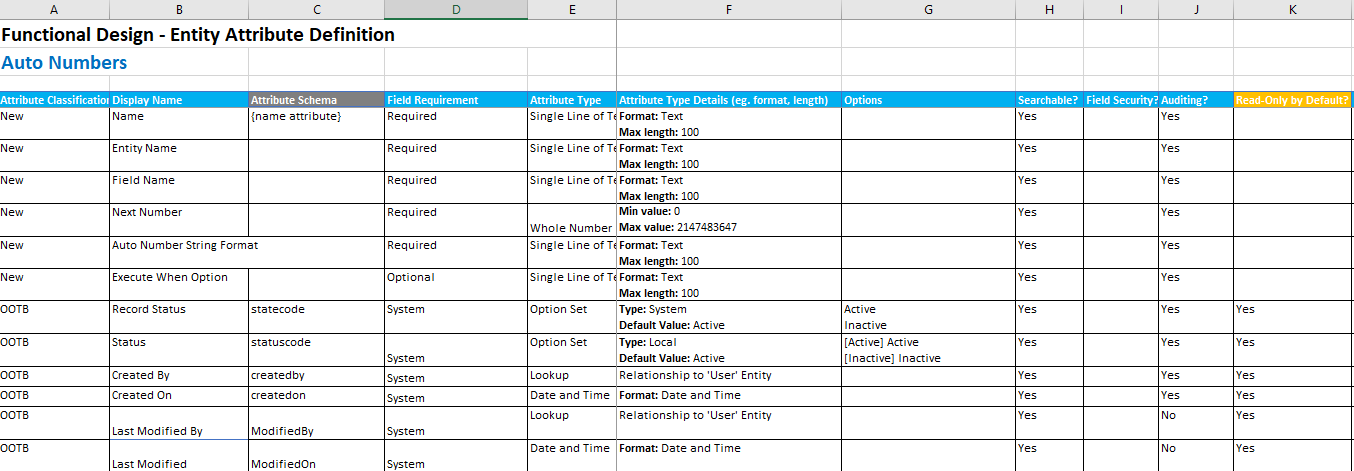 A B C D E F G H I J K
Functional Design - Entity Attribute Definition
Auto Numbers
Attribute Classification Display Name Attribute Schema Field Requirement Attribute Type Attribute Type Details (eg. format, length) Options Searchable? Field Security? Auditing? Read-Only by Default?
New Name {name attribute} Required Single Line of Te Format: Text Yes Yes
Max length: 100
New Entity Name Required Single Line of Te Format: Text Yes Yes
Max length: 100
New Field Name Required Single Line of Te Format: Text Yes Yes
Max length: 100
New Next Number Required Min value: 0 Yes Yes
Whole Number Max value: 2147483647
New Auto Number String Format Required Single Line of Te Format: Text Yes Yes
Max length: 100
New Execute When Option Optional Single Line of Te Format: Text Yes Yes
Max length: 100
OOTB Record Status statecode System Option Set Type: System Active Yes Yes Yes
Default Value: Active Inactive
OOTB Status statuscode Option Set Type: Local [Active] Active Yes Yes Yes
System Default Value: Active [Inactive] Inactive
OOTB Created By createdby System Lookup Relationship to 'User' Entity Yes Yes Yes
OOTB Created On createdon System Date and Time Format: Date and Time Yes Yes Yes
OOTB Lookup Relationship to 'User' Entity Yes No Yes
Last Modified By ModifiedBy System
OOTB Date and Time Format: Date and Time Yes No Yes
Last Modified ModifiedOn System